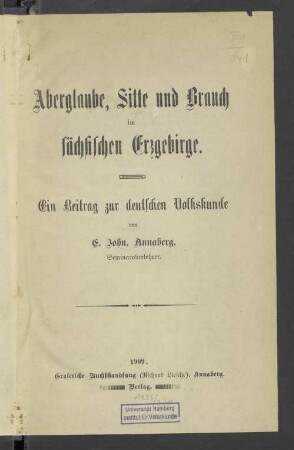 Aberglaube, Sitte und Brauch
im
sächsischen Erzgebirge.
Ein Beitrag zur deutschen Volkskunde
von
E. John, Annaberg.
Seminaroberlehrer.
1909.
Grasersche Buchhandlung (Richard Liesche), Annaberg.
Verlag.
Universität Hamburg
Institut für Volkskunde